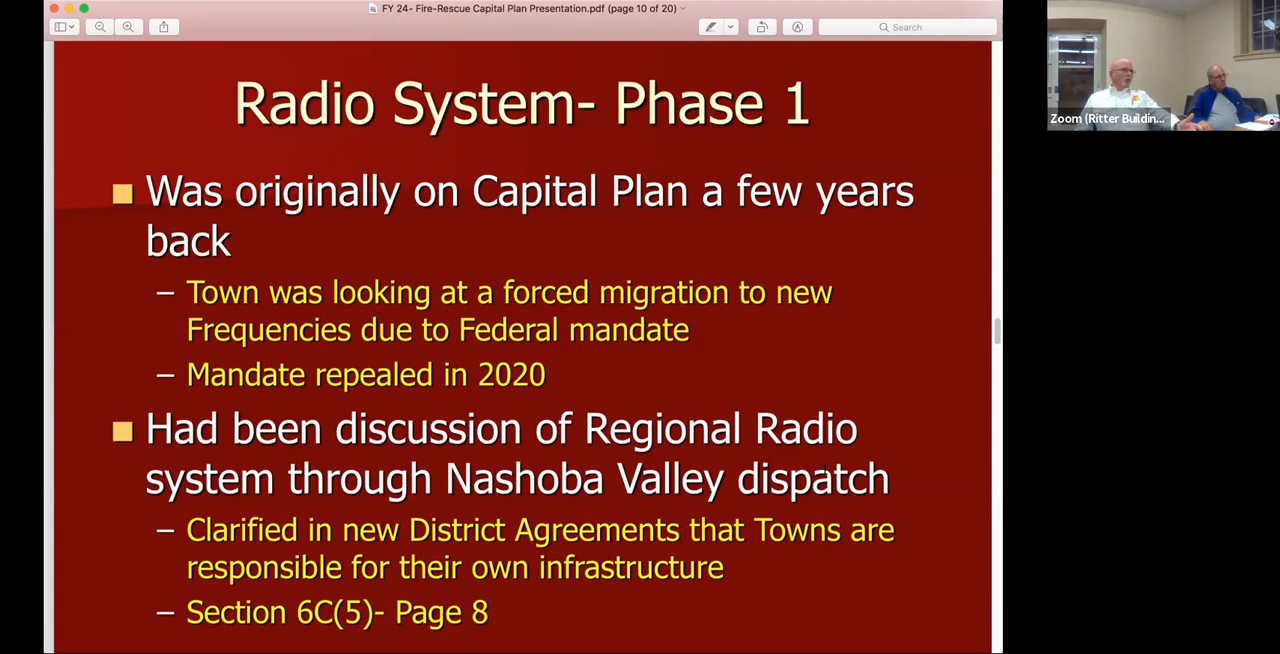 FY 24- Fire-Rescue Capital Plan Presentation.pdf (page 10 of 20)
Search
Radio System- Phase 1
Was originally on Capital Plan a few years
back
– Town was looking at a forced migration to new
Frequencies due to Federal mandate
– Mandate repealed in 2020
Had been discussion of Regional Radio
system through Nashoba Valley dispatch
– Clarified in new District Agreements that Towns are
responsible for their own infrastructure
– Section 6C(5)- Page 8
Zoom (Ritter Buildin...